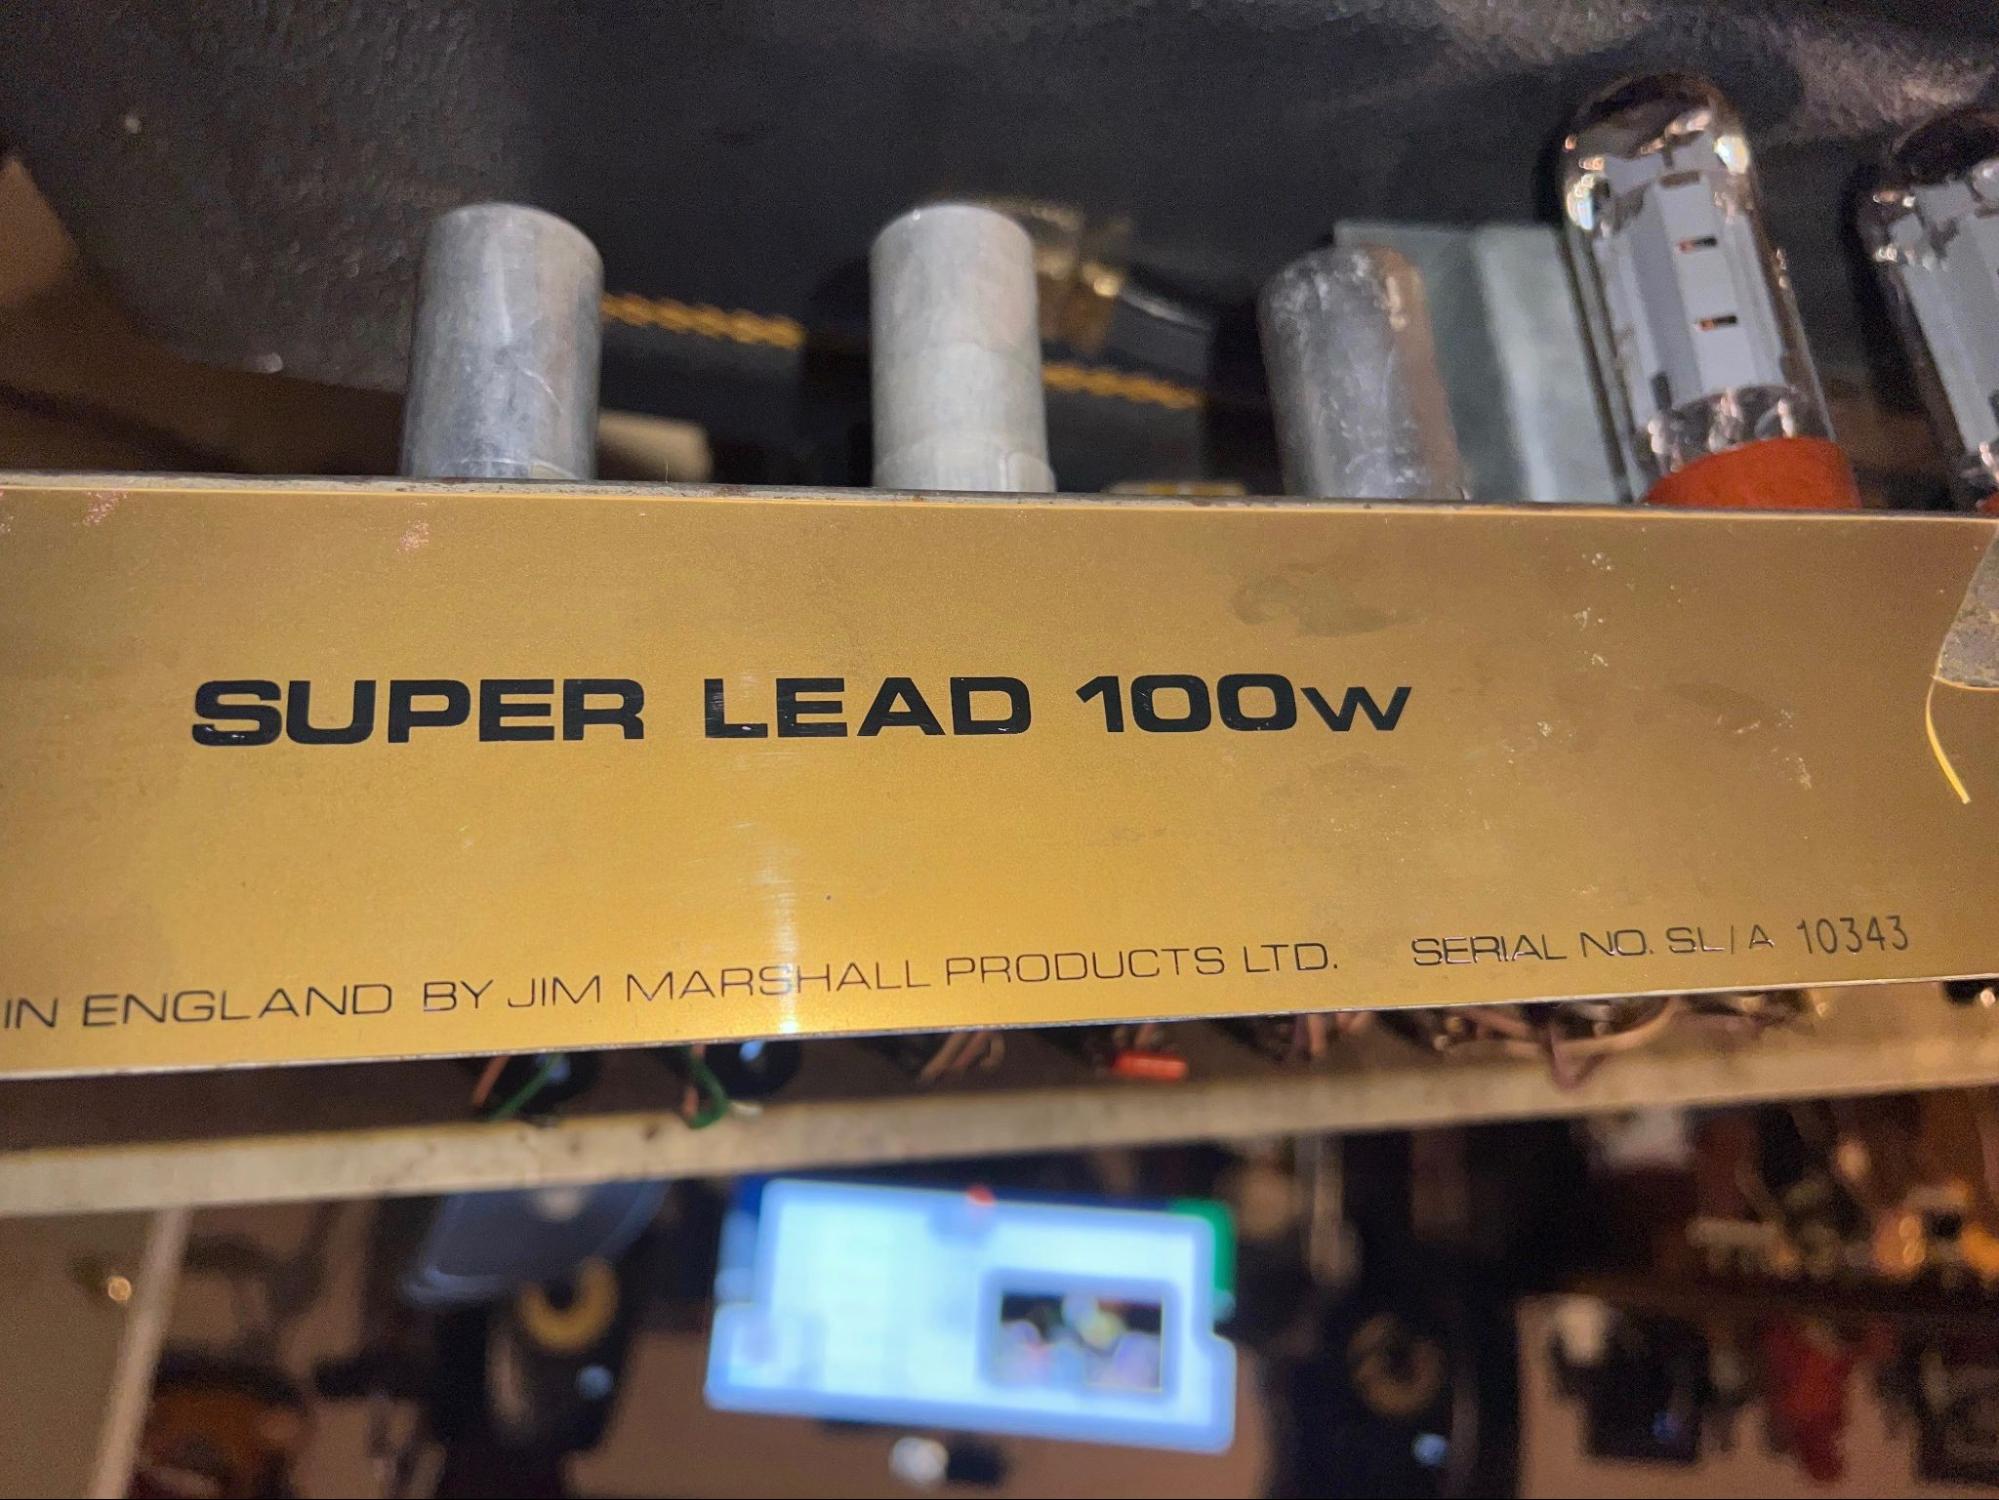 SUPER LEAD 100W
IN ENGLAND BY JIM MARSHALL PRODUCTS LTD. SERIAL NO. SL/A 10343